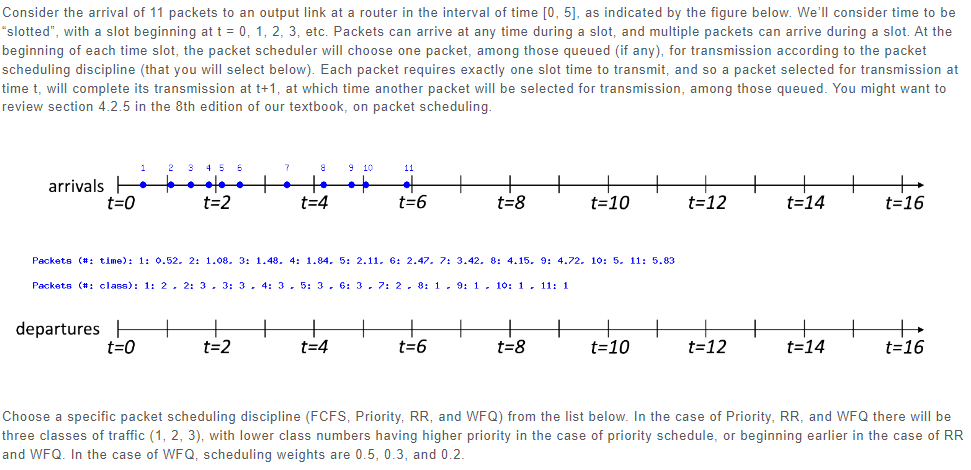 Consider the arrival of 11 packets to an output link at a router in the interval of time [0, 5], as indicated by the figure below. We'll consider time to be
"slotted", with a slot beginning at t = 0, 1, 2, 3, etc. Packets can arrive at any time during a slot, and multiple packets can arrive during a slot. At the
beginning of each time slot, the packet scheduler will choose one packet, among those queued (if any), for transmission according to the packet
scheduling discipline (that you will select below). Each packet requires exactly one slot time to transmit, and so a packet selected for transmission at
time t, will complete its transmission at t+1, at which time another packet will be selected for transmission, among those queued. You might want to
review section 4.2.5 in the 8th edition of our textbook, on packet scheduling.
1 2 3 4 5 6 7 8 9 10 11
arrivals
t=0 t=2 t=4 t=6 t=8 t=10 t=12 t=14 t=16
Packets (#: time): 1: 0.52, 2: 1.08, 3: 1.48, 4: 1.84, 5: 2.11, 6: 2.47, 7: 3.42, 8: 4.15, 9: 4.72, 10: 5, 11: 5.83
Packets (#: class): 1: 2 , 2: 3 , 3: 3 , 4: 3 , 5: 3 , 6: 3 , 7: 2 , 8: 1 , 9: 1 , 10: 1 , 11: 1
departures
t=0 t=2 t=4 t=6 t=8 t=10 t=12 t=14 t=16
Choose a specific packet scheduling discipline (FCFS, Priority, RR, and WFQ) from the list below. In the case of Priority, RR, and WFQ there will be
three classes of traffic (1, 2, 3), with lower class numbers having higher priority in the case of priority schedule, or beginning earlier in the case of RR
and WFQ. In the case of WFQ, scheduling weights are 0.5, 0.3, and 0.2.